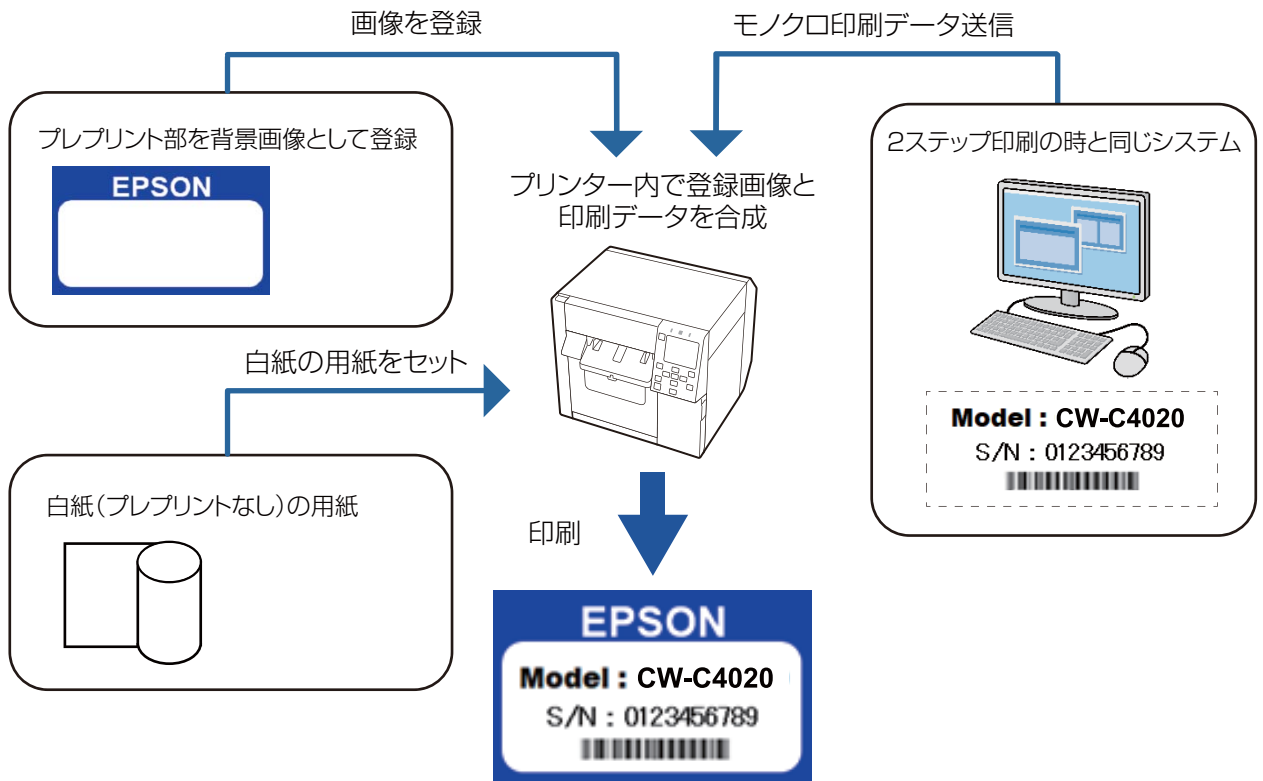 画像を登録
モノクロ印刷データ送信
プレプリント部を背景画像として登録
EPSON
プリンター内で登録画像と
印刷データを合成
2ステップ印刷の時と同じシステム
Model : CW-C4020
S/N : 0123456789
白紙の用紙をセット
白紙(プレプリントなし)の用紙
印刷
EPSON
Model : CW-C4020
S/N : 0123456789